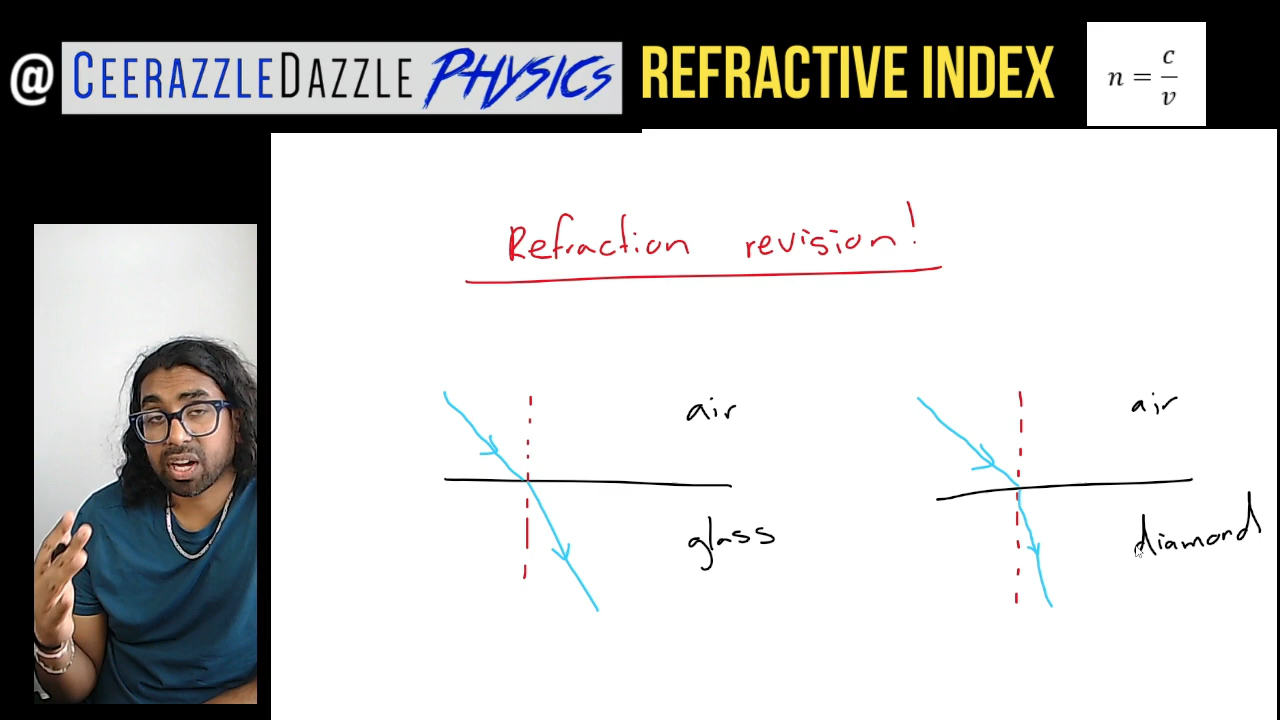 @ CEERAZZLEDAZZLE PHYSICS REFRACTIVE INDEX n = c/v
Refraction revision!
air air
glass diamond